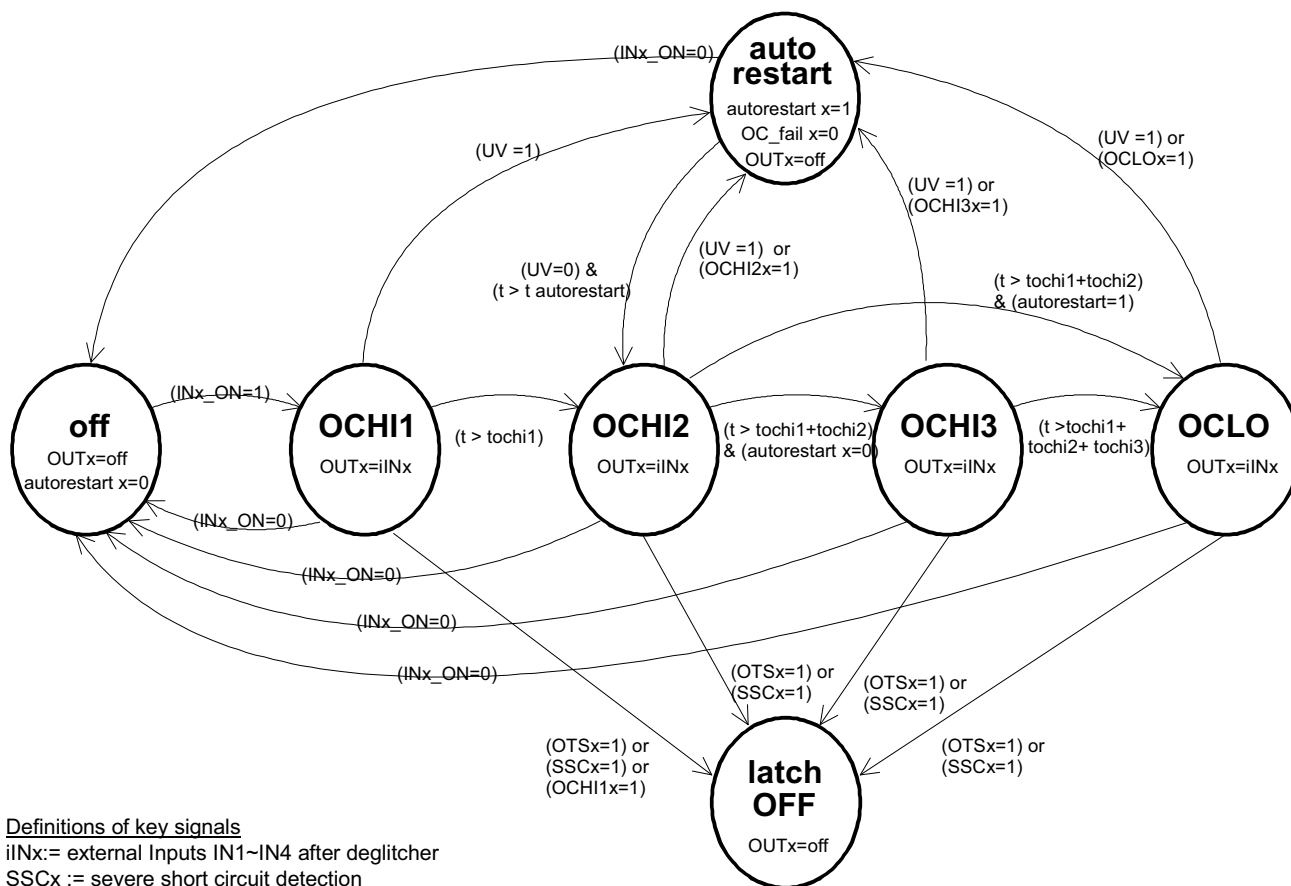 (INx_ON=0)
auto
restart
autorestart x=1
OC_fail x=0
OUTx=off
(UV =1)
(UV =1) or
(OCLOx=1)
(UV =1) or
(OCHI3x=1)
(UV =1) or
(OCHI2x=1)
(UV=0) &
(t > t autorestart)
(t > tochi1+tochi2)
& (autorestart=1)
(INx_ON=1)
off
OUTx=off
autorestart x=0
OCHI1
OUTx=iINx
(t > tochi1)
OCHI2
OUTx=iINx
(t > tochi1+tochi2)
& (autorestart x=0)
OCHI3
OUTx=iINx
(t >tochi1+
tochi2+ tochi3)
OCLO
OUTx=iINx
(INx_ON=0)
(INx_ON=0)
(INx_ON=0)
(INx_ON=0)
(OTSx=1) or
(SSCx=1) or
(OCHI1x=1)
(OTSx=1) or
(SSCx=1)
(OTSx=1) or
(SSCx=1)
(OTSx=1) or
(SSCx=1)
latch
OFF
OUTx=off
Definitions of key signals
iINx:= external Inputs IN1~IN4 after deglitcher
SSCx := severe short circuit detection